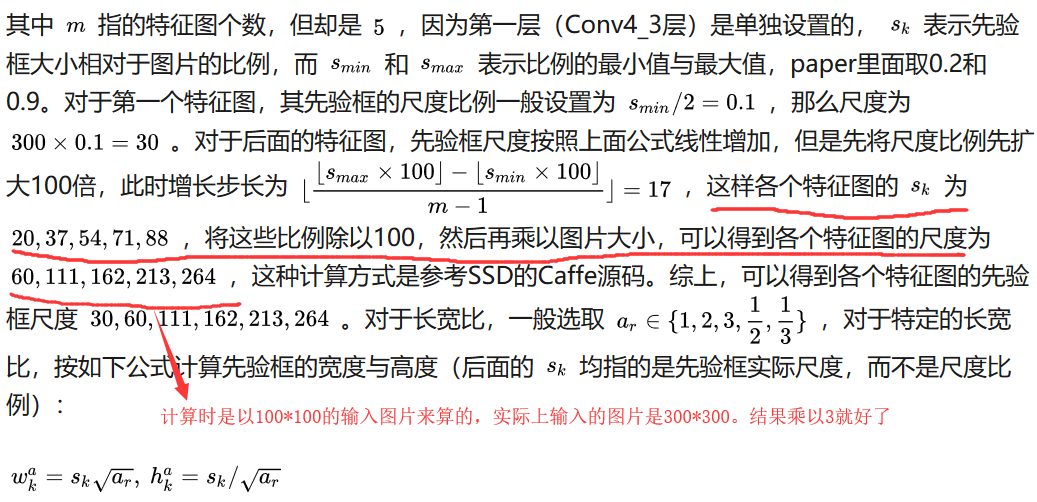 其中 m 指的特征图个数，但却是 5 ，因为第一层（Conv4_3层）是单独设置的， s_k 表示先验
框大小相对于图片的比例，而 s_{min} 和 s_{max} 表示比例的最小值与最大值，paper里面取0.2和
0.9。对于第一个特征图，其先验框的尺度比例一般设置为 s_{min}/2 = 0.1 ，那么尺度为
300 × 0.1 = 30 。对于后面的特征图，先验框尺度按照上面公式线性增加，但是先将尺度比例先扩
大100倍，此时增长步长为 ⌊\frac{⌊s_{max} × 100⌋ − ⌊s_{min} × 100⌋}{m − 1}⌋ = 17 ，这样各个特征图的 s_k 为
20, 37, 54, 71, 88 ，将这些比例除以100，然后再乘以图片大小，可以得到各个特征图的尺度为
60, 111, 162, 213, 264 ，这种计算方式是参考SSD的Caffe源码。综上，可以得到各个特征图的先验
框尺度 30, 60, 111, 162, 213, 264 。对于长宽比，一般选取 a_r ∈ {1, 2, 3, \frac{1}{2}, \frac{1}{3}} ，对于特定的长宽
比，按如下公式计算先验框的宽度与高度（后面的 s_k 均指的是先验框实际尺度，而不是尺度比
例）：
计算时是以100*100的输入图片来算的，实际上输入的图片是300*300。结果乘以3就好了
w_k^a = s_k\sqrt{a_r}, h_k^a = s_k/\sqrt{a_r}